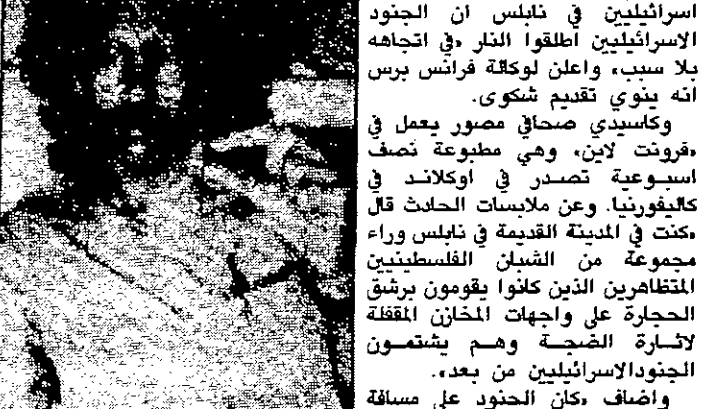 اسرائيليين في نابلس ان الجنود
الاسرائيليين اطلقوا النار «في اتجاهه
بلا سبب» واعلن لوكالة فرانس برس
انه ينوي تقديم شكوى.
وكاسيدي صحافي مصور يعمل في
«فرونت لاين» وهي مطبوعة نصف
اسبوعية تصدر في اوكلاند في
كاليفورنيا. وعن ملابسات الحادث قال
«كنت في المدينة القديمة في نابلس وراء
مجموعة من الشبان الفلسطينيين
المتظاهرين الذين كانوا يقومون برشق
الحجارة على واجهات المخازن المقفلة
لاثارة الضجة وهم يشتمون
الجنودالاسرائيليين من بعد».
واضاف «كان الجنود على مسافة